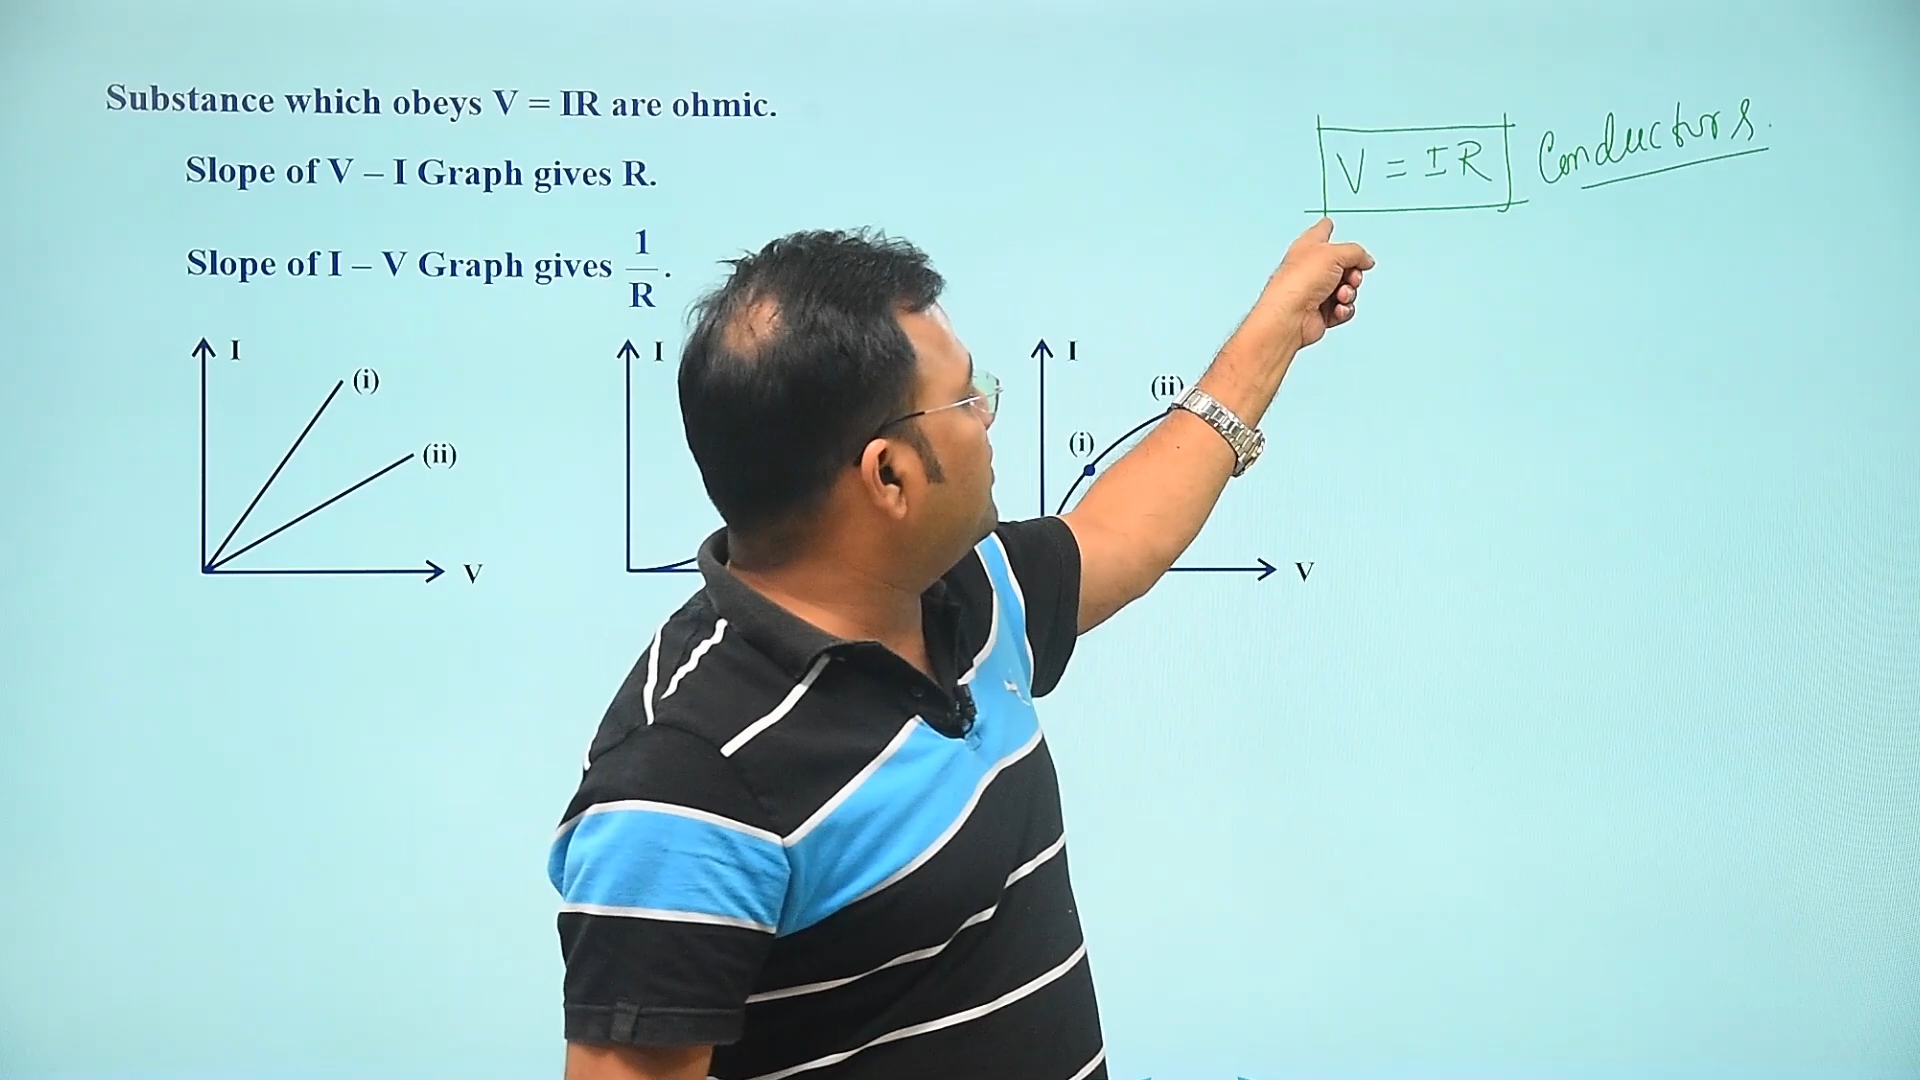 Substance which obeys V = IR are ohmic.
V = IR Conductors.
Slope of V – I Graph gives R.
Slope of I – V Graph gives 1/R.
I
(i)
(ii)
V
I
I
(ii)
(i)
V